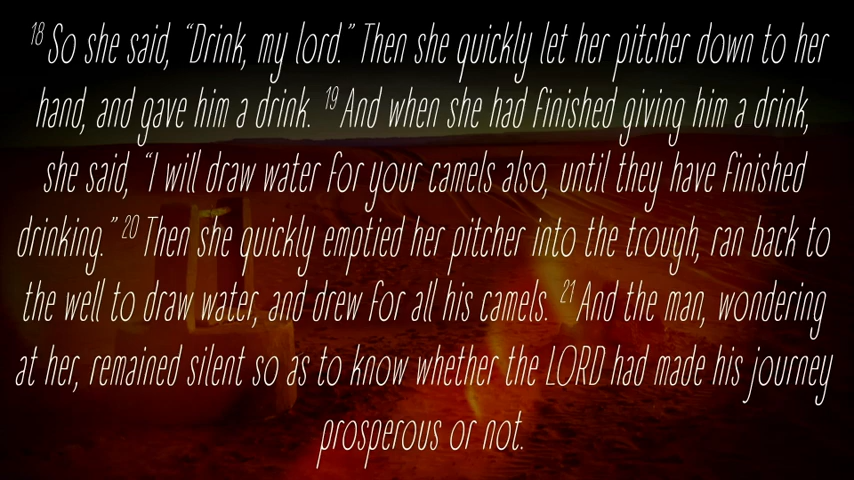 18 So she said, “Drink, my lord.” Then she quickly let her pitcher down to her
hand, and gave him a drink. 19 And when she had finished giving him a drink,
she said, “I will draw water for your camels also, until they have finished
drinking.” 20 Then she quickly emptied her pitcher into the trough, ran back to
the well to draw water, and drew for all his camels. 21 And the man, wondering
at her, remained silent so as to know whether the LORD had made his journey
prosperous or not.